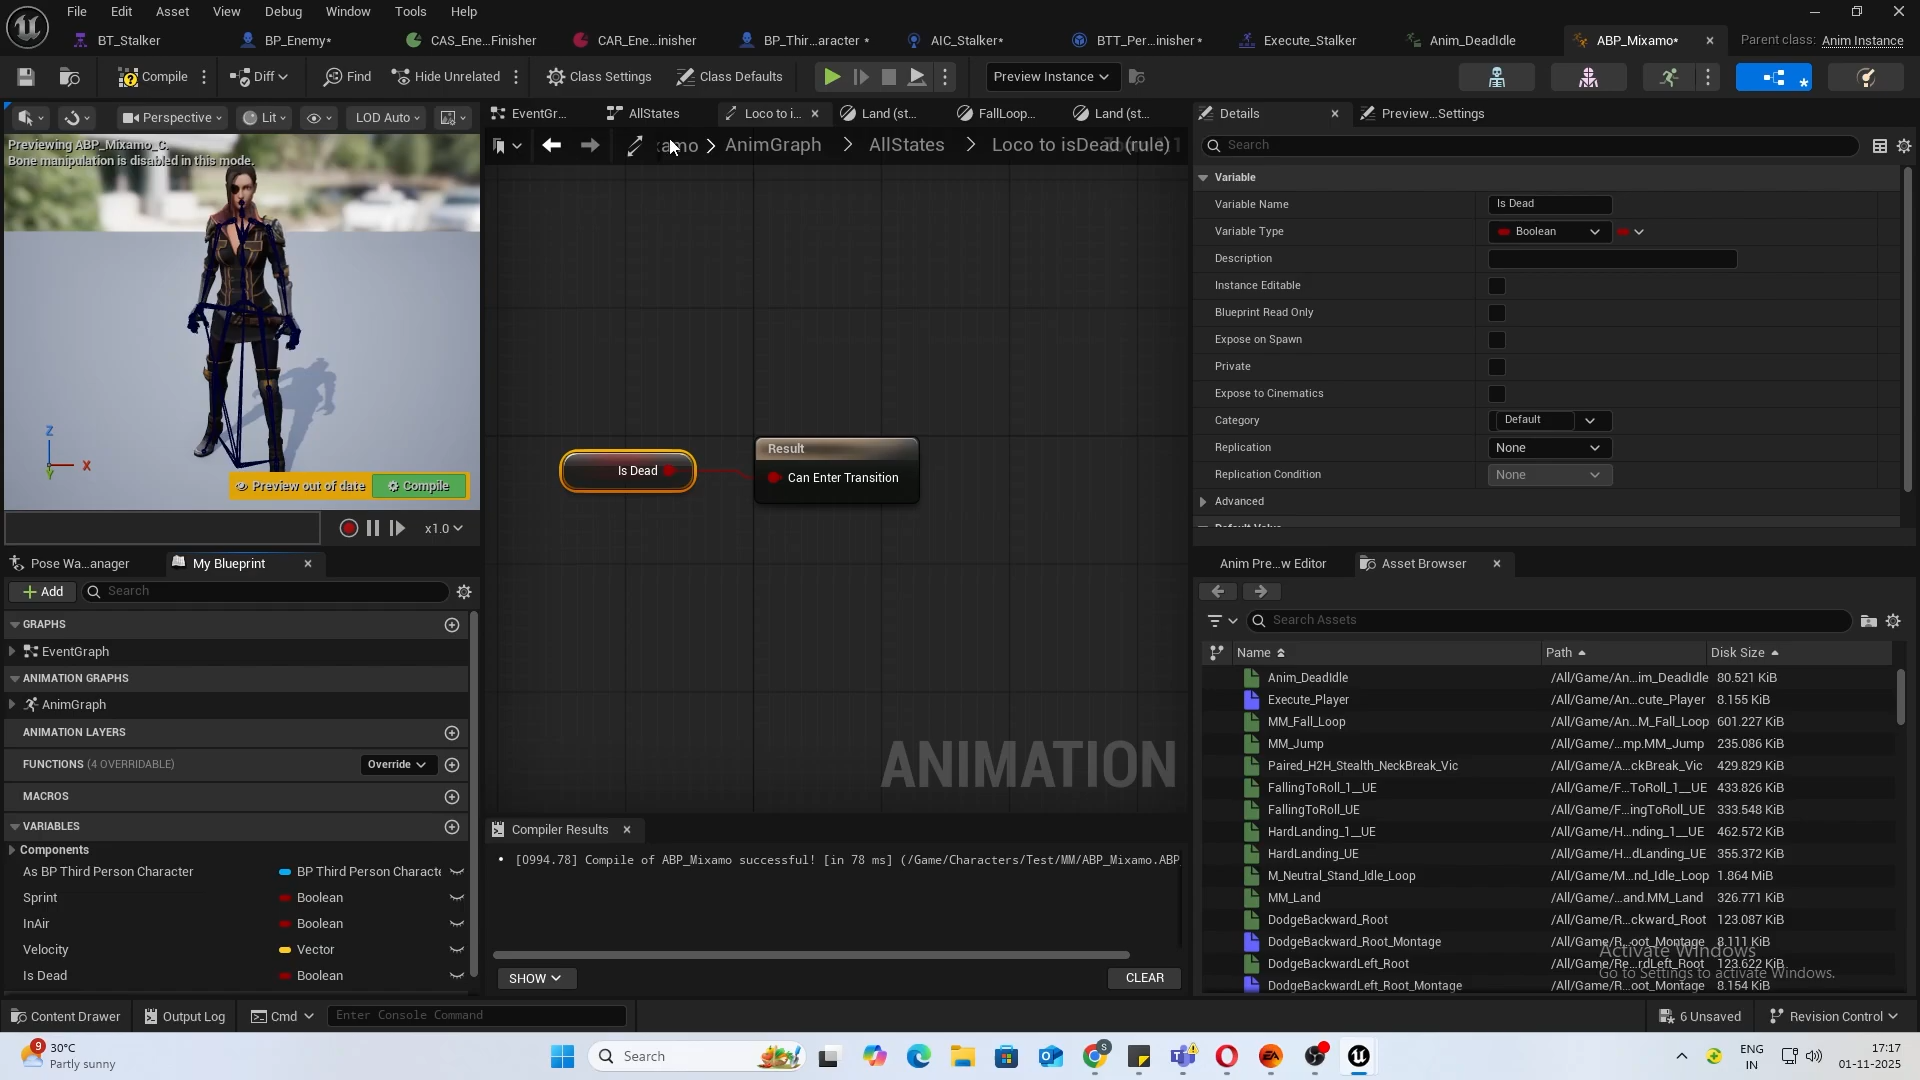 File Edit Asset View Debug Window Tools Help
BT_Stalker BP_Enemy* CAS_Ene...Finisher CAR_Ene...inisher BP_Thir...aracter * AIC_Stalker* BTT_Per...inisher * Execute_Stalker Anim_DeadIdle ABP_Mixamo* Parent class: Anim Instance
Compile Diff Find Hide Unrelated Class Settings Class Defaults Preview Instance
Perspective Lit LOD Auto
EventGr... AllStates Loco to i... Land (st... FallLoop... Land (st...
Details Preview...Settings
Previewing ABP_Mixamo_C.
Bone manipulation is disabled in this mode.
AnimGraph > AllStates > Loco to isDead (rule)
Search
Variable
Variable Name Is Dead
Variable Type Boolean
Description
Instance Editable
Blueprint Read Only
Expose on Spawn
Private
Expose to Cinematics
Category Default
Replication None
Replication Condition None
Advanced
Is Dead
Result
Can Enter Transition
ANIMATION
Z
X
Y
Preview out of date Compile
x1.0
Pose Wa...anager My Blueprint
Add Search
GRAPHS
EventGraph
ANIMATION GRAPHS
AnimGraph
ANIMATION LAYERS
FUNCTIONS (4 OVERRIDABLE) Override
MACROS
VARIABLES
Components
As BP Third Person Character BP Third Person Characte
Sprint Boolean
InAir Boolean
Velocity Vector
Is Dead Boolean
Compiler Results
[0994.78] Compile of ABP_Mixamo successful! [in 78 ms] (/Game/Characters/Test/MM/ABP_Mixamo.ABP
SHOW CLEAR
Anim Pre...w Editor Asset Browser
Search Assets
Name Path Disk Size
Anim_DeadIdle /All/Game/An...im_DeadIdle 80.521 KiB
Execute_Player /All/Game/An...cute_Player 8.155 KiB
MM_Fall_Loop /All/Game/An...M_Fall_Loop 601.227 KiB
MM_Jump /All/Game/...mp.MM_Jump 235.086 KiB
Paired_H2H_Stealth_NeckBreak_Vic /All/Game/A...ckBreak_Vic 429.829 KiB
FallingToRoll_1__UE /All/Game/F...ToRoll_1__UE 433.826 KiB
FallingToRoll_UE /All/Game/F...ingToRoll_UE 333.548 KiB
HardLanding_1__UE /All/Game/H...nding_1__UE 462.572 KiB
HardLanding_UE /All/Game/H...dLanding_UE 355.372 KiB
M_Neutral_Stand_Idle_Loop /All/Game/M...nd_Idle_Loop 1.864 MiB
MM_Land /All/Game/...and.MM_Land 326.771 KiB
DodgeBackward_Root /All/Game/R...ckward_Root 123.087 KiB
DodgeBackward_Root_Montage /All/Game/R...oot_Montage 8.111 KiB
DodgeBackwardLeft_Root /All/Game/Re...rdLeft_Root 123.622 KiB
DodgeBackwardLeft_Root_Montage /All/Game/R...oot_Montage 8.154 KiB
Activate Windows
Go to Settings to activate Windows.
Content Drawer Output Log Cmd Enter Console Command 6 Unsaved Revision Control
9 30°C
Partly sunny
Search
S
EA
ENG
IN
17:17
01-11-2025